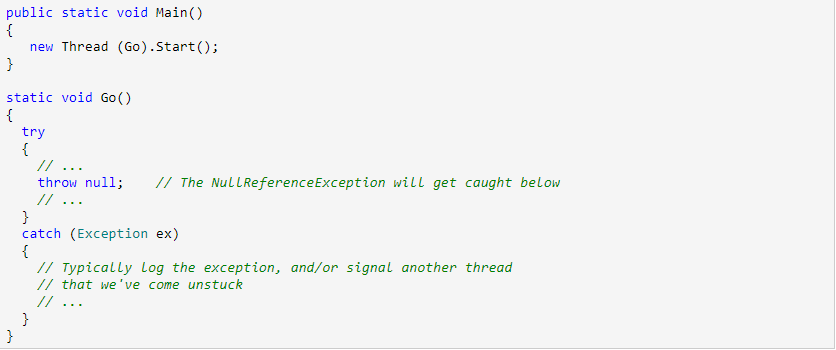 public static void Main()
{
   new Thread (Go).Start();
}

static void Go()
{
  try
  {
    // ...
    throw null;    // The NullReferenceException will get caught below
    // ...
  }
  catch (Exception ex)
  {
    // Typically log the exception, and/or signal another thread
    // that we've come unstuck
    // ...
  }
}